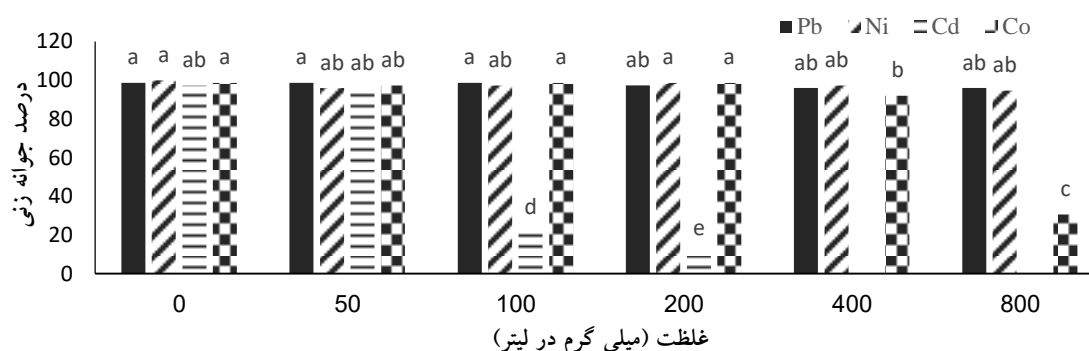 Pb Ni Cd Co
120
100
80
60
40
20
0
درصد جوانه زنی
a a ab a
a ab ab ab
a ab d a
ab a e a
ab ab b
ab ab c
0 50 100 200 400 800
غلظت (میلی گرم در لیتر)